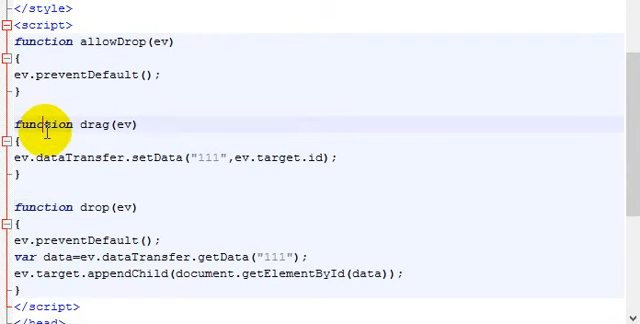 </style>
<script>
function allowDrop(ev)
{
ev.preventDefault();
}
function drag(ev)
{
ev.dataTransfer.setData("111",ev.target.id);
}
function drop(ev)
{
ev.preventDefault();
var data=ev.dataTransfer.getData("111");
ev.target.appendChild(document.getElementById(data));
}
</script>
</head>